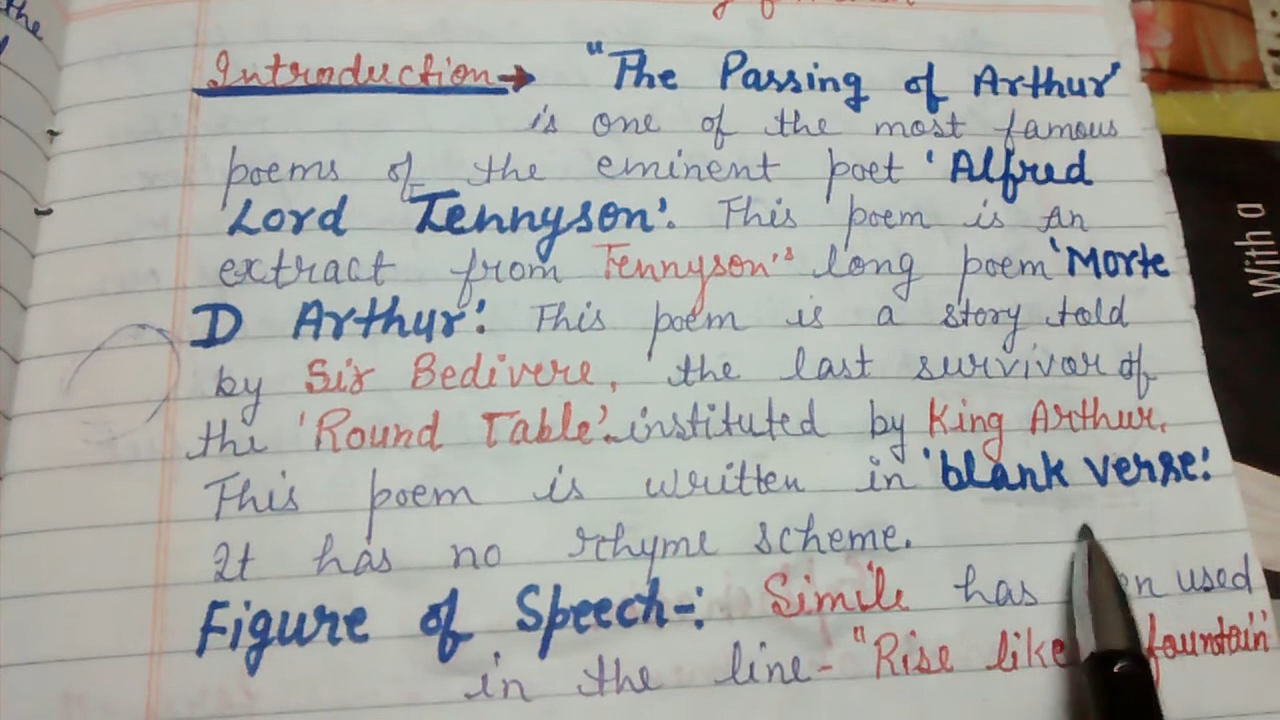 the
Introduction → "The Passing of Arthur"
is one of the most famous
poems of the eminent poet 'Alfred
Lord Tennyson'. This poem is An
extract from Tennyson's long poem 'Morte
D Arthur'. This poem is a story told
by Sir Bedivere, the last survivor of
the 'Round Table'. instituted by King Arthur.
This poem is written in 'blank verse'.
It has no rhyme scheme.
Figure of Speech-: Simile has en used
in the line- "Rise like fountain"
With a